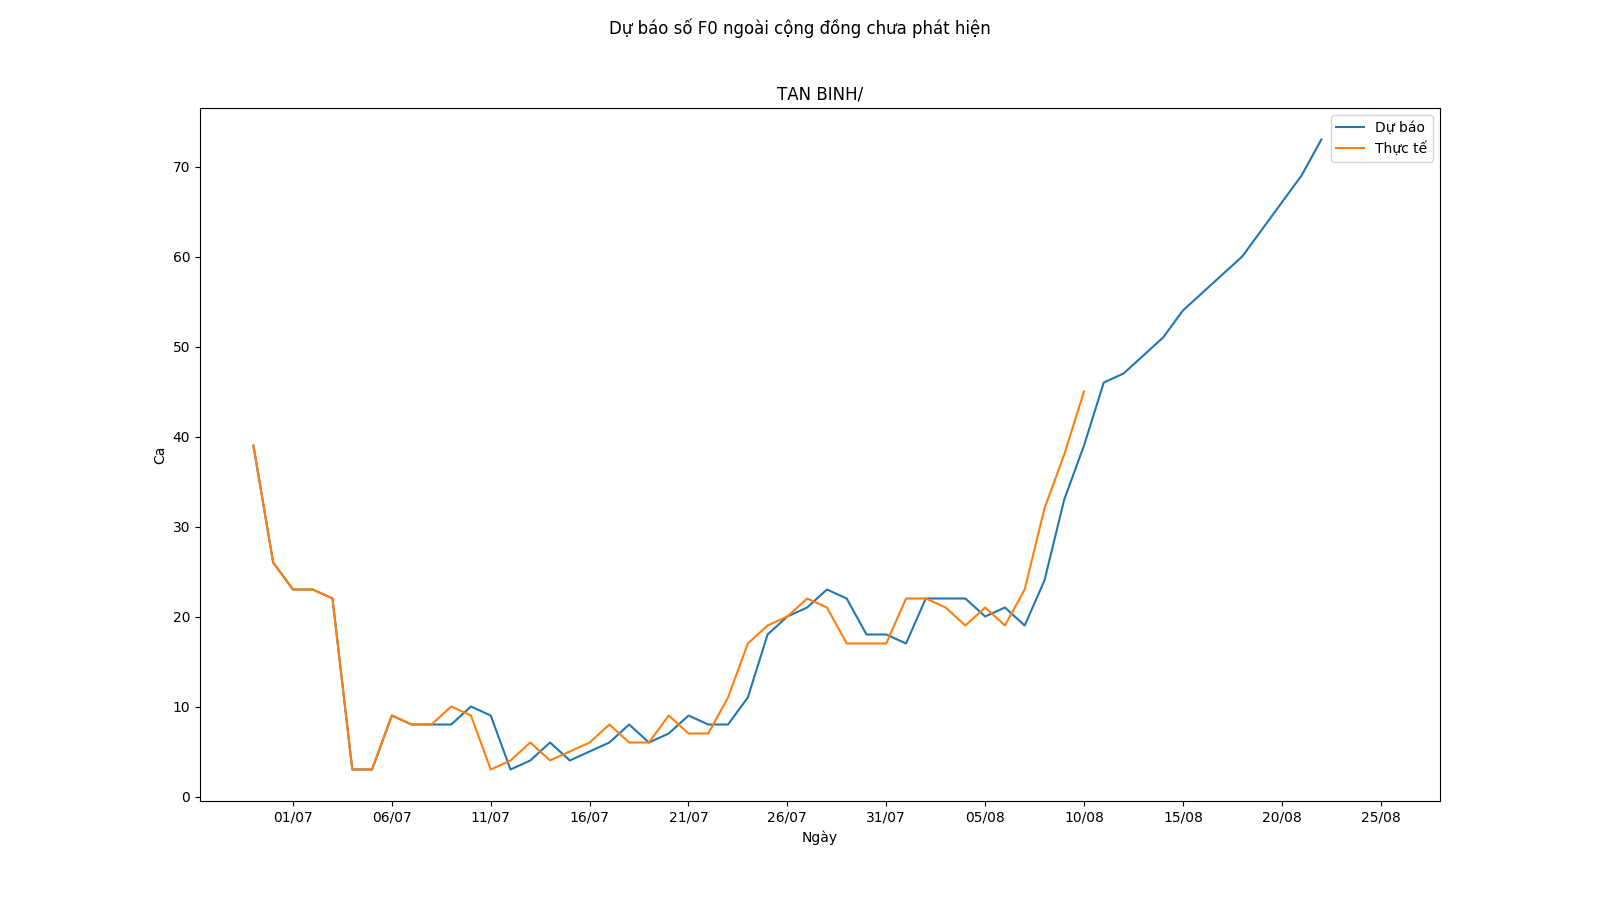 Dự báo số F0 ngoài cộng đồng chưa phát hiện
TAN BINH/
Dự báo
Thực tế
Ca
70
60
50
40
30
20
10
0
01/07 06/07 11/07 16/07 21/07 26/07 31/07 05/08 10/08 15/08 20/08 25/08
Ngày